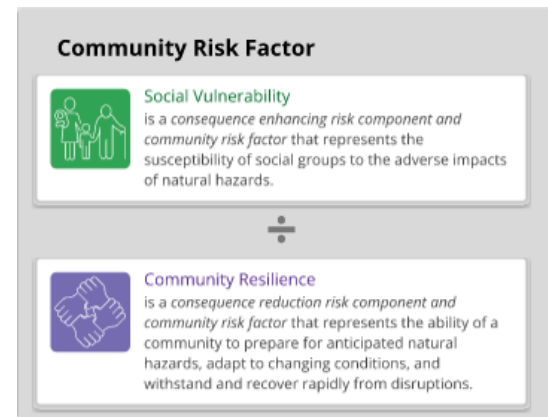 Community Risk Factor
Social Vulnerability
is a consequence enhancing risk component and
community risk factor that represents the
susceptibility of social groups to the adverse impacts
of natural hazards.
÷
Community Resilience
is a consequence reduction risk component and
community risk factor that represents the ability of a
community to prepare for anticipated natural
hazards, adapt to changing conditions, and
withstand and recover rapidly from disruptions.